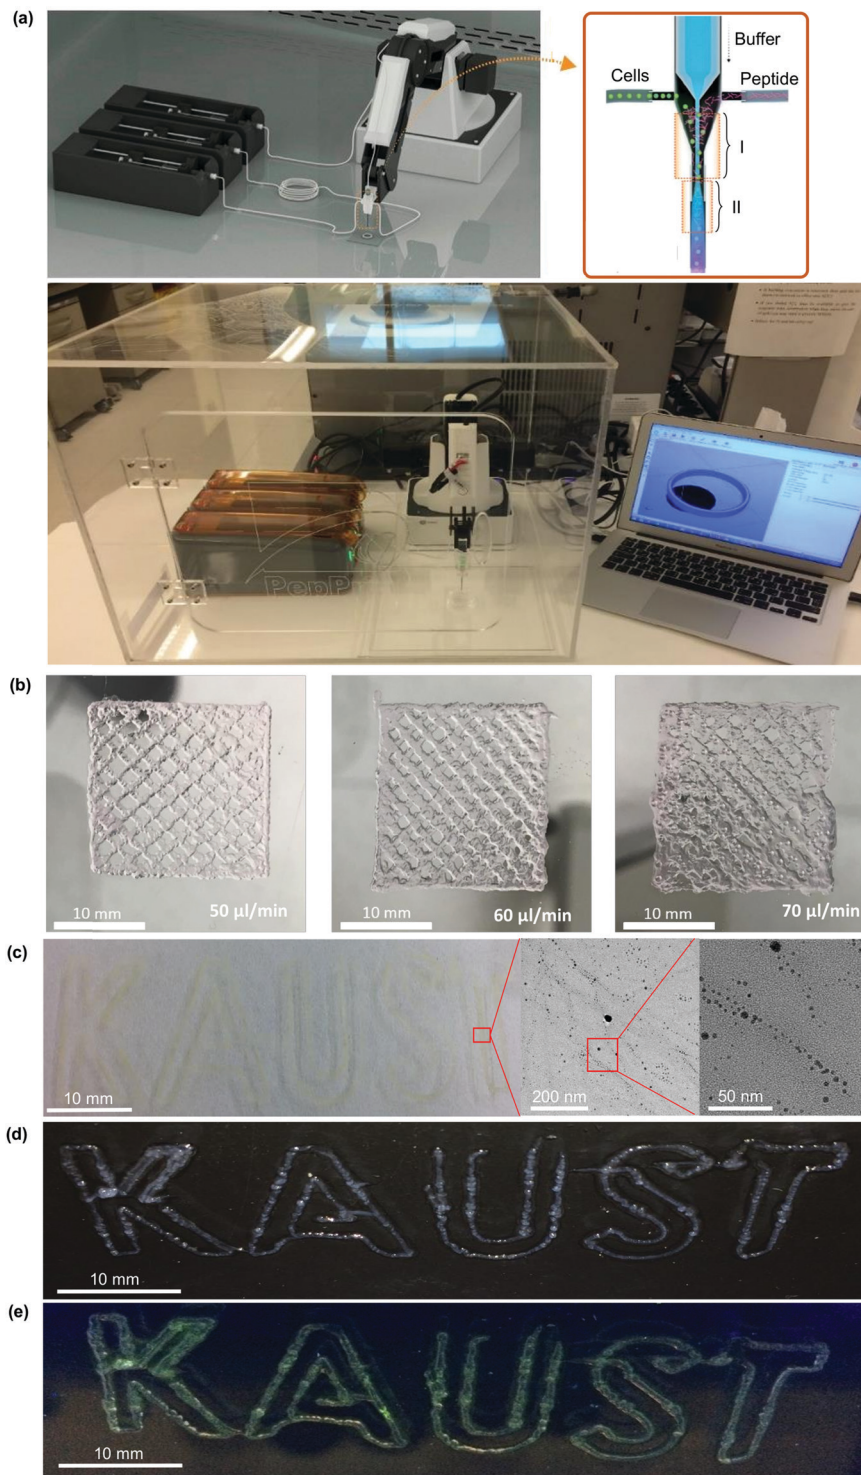 (a)
Buffer
Cells
Peptide
I
II
PepP
(b)
10 mm
50 µl/min
10 mm
60 µl/min
10 mm
70 µl/min
(c)
KAUST
10 mm
200 nm
50 nm
(d)
KAUST
10 mm
(e)
KAUST
10 mm